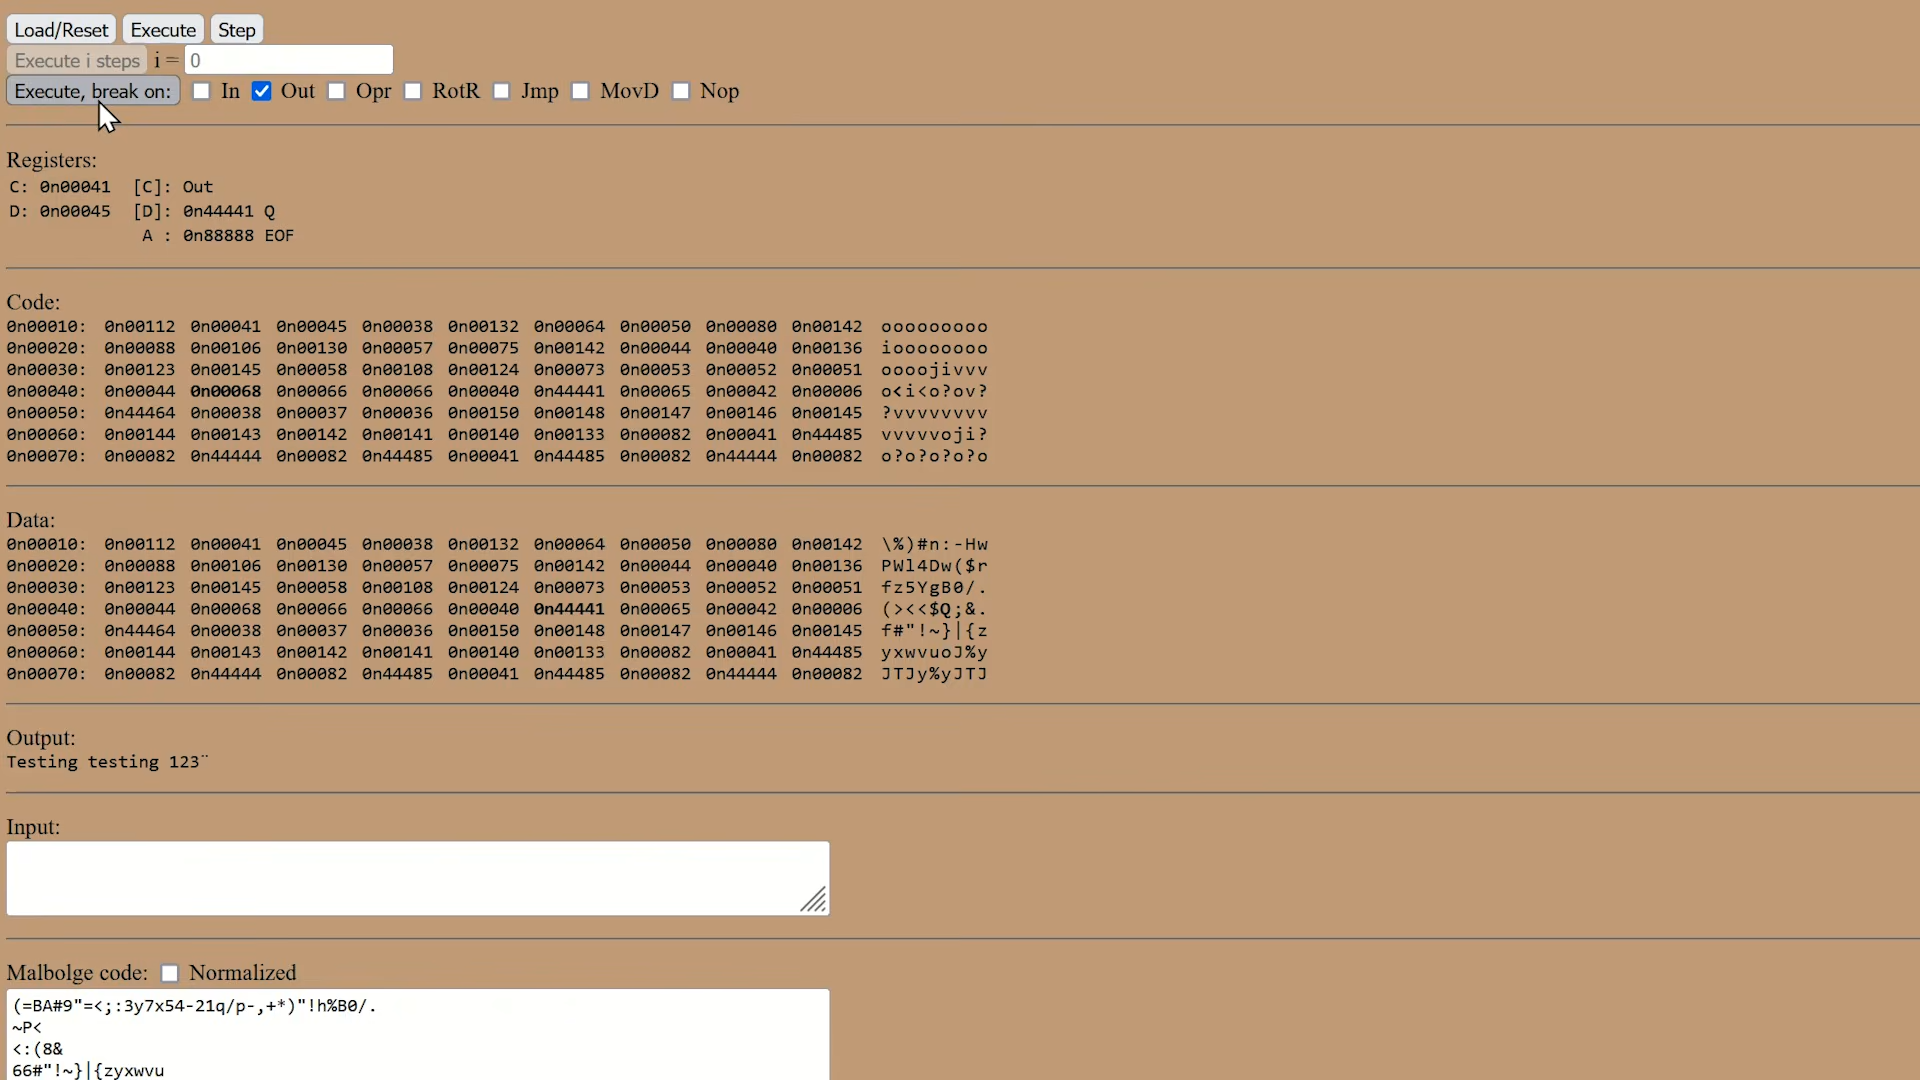 Load/Reset Execute Step
Execute i steps i = 0
Execute, break on: In Out Opr RotR Jmp MovD Nop
Registers:
C: 0n00041 [C]: Out
D: 0n00045 [D]: 0n44441 Q
A : 0n88888 EOF
Code:
0n00010: 0n00112 0n00041 0n00045 0n00038 0n00132 0n00064 0n00050 0n00080 0n00142 ooooooooo
0n00020: 0n00088 0n00106 0n00130 0n00057 0n00075 0n00142 0n00044 0n00040 0n00136 ioooooooo
0n00030: 0n00123 0n00145 0n00058 0n00108 0n00124 0n00073 0n00053 0n00052 0n00051 oooojivvv
0n00040: 0n00044 0n00068 0n00066 0n00066 0n00040 0n44441 0n00065 0n00042 0n00006 o<i<o?ov?
0n00050: 0n44464 0n00038 0n00037 0n00036 0n00150 0n00148 0n00147 0n00146 0n00145 ?vvvvvvvv
0n00060: 0n00144 0n00143 0n00142 0n00141 0n00140 0n00133 0n00082 0n00041 0n44485 vvvvvoji?
0n00070: 0n00082 0n44444 0n00082 0n44485 0n00041 0n44485 0n00082 0n44444 0n00082 o?o?o?o?o
Data:
0n00010: 0n00112 0n00041 0n00045 0n00038 0n00132 0n00064 0n00050 0n00080 0n00142 \%)#n:-Hw
0n00020: 0n00088 0n00106 0n00130 0n00057 0n00075 0n00142 0n00044 0n00040 0n00136 PWl4Dw($r
0n00030: 0n00123 0n00145 0n00058 0n00108 0n00124 0n00073 0n00053 0n00052 0n00051 fz5YgB0/.
0n00040: 0n00044 0n00068 0n00066 0n00066 0n00040 0n44441 0n00065 0n00042 0n00006 (><<$Q;&.
0n00050: 0n44464 0n00038 0n00037 0n00036 0n00150 0n00148 0n00147 0n00146 0n00145 f#"!~}|{z
0n00060: 0n00144 0n00143 0n00142 0n00141 0n00140 0n00133 0n00082 0n00041 0n44485 yxwvuoJ%y
0n00070: 0n00082 0n44444 0n00082 0n44485 0n00041 0n44485 0n00082 0n44444 0n00082 JTJy%yJTJ
Output:
Testing testing 123¨
Input:
Malbolge code: Normalized
(=BA#9"=<;:3y7x54-21q/p-,+*)"!h%B0/.
~P<
<:(8&
66#"!~}|{zyxwvu